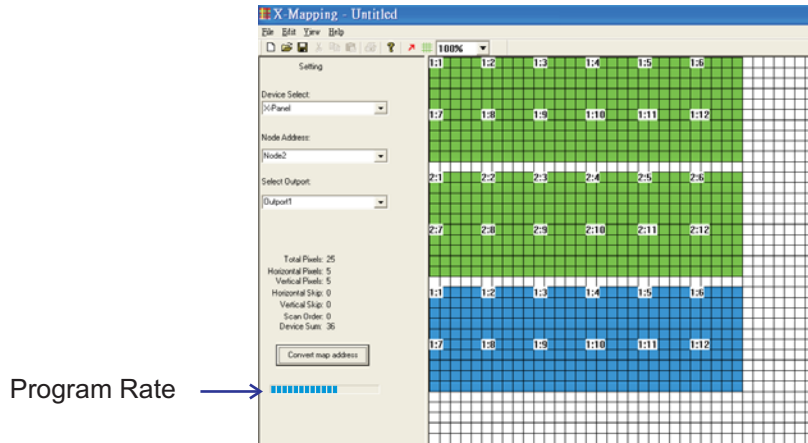 X-Mapping - Untitled
File Edit View Help
100%
Setting
Device Select:
X-Panel
Node Address:
Node2
Select Outport:
Outport1
Total Pixels: 25
Horizontal Pixels: 5
Vertical Pixels: 5
Horizontal Skip: 0
Vertical Skip: 0
Scan Order: 0
Device Sum: 36
Convert map address
Program Rate
1:1 1:2 1:3 1:4 1:5 1:6
1:7 1:8 1:9 1:10 1:11 1:12
2:1 2:2 2:3 2:4 2:5 2:6
2:7 2:8 2:9 2:10 2:11 2:12
1:1 1:2 1:3 1:4 1:5 1:6
1:7 1:8 1:9 1:10 1:11 1:12